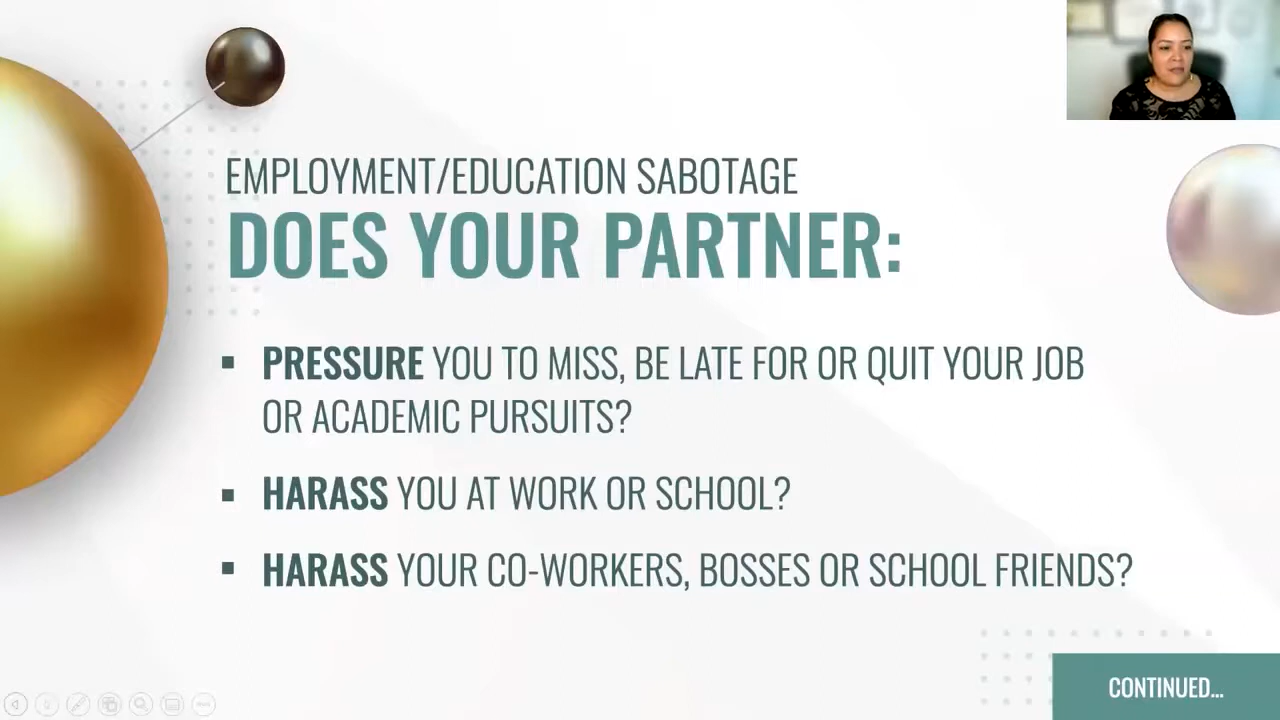 EMPLOYMENT/EDUCATION SABOTAGE
DOES YOUR PARTNER:
PRESSURE YOU TO MISS, BE LATE FOR OR QUIT YOUR JOB
OR ACADEMIC PURSUITS?
HARASS YOU AT WORK OR SCHOOL?
HARASS YOUR CO-WORKERS, BOSSES OR SCHOOL FRIENDS?
CONTINUED...